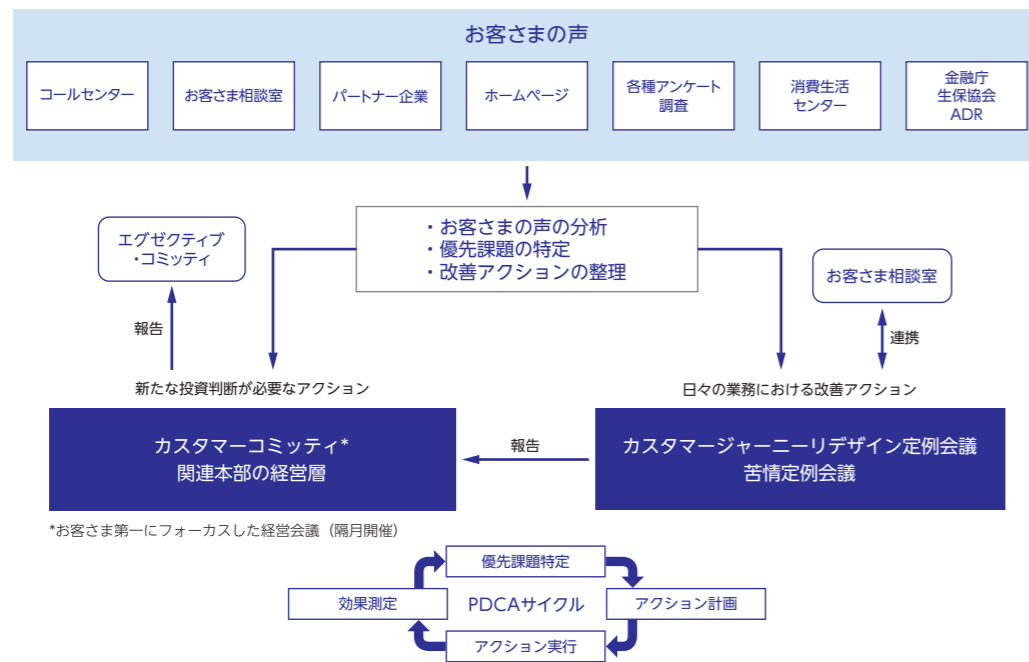 お客さまの声
コールセンター
お客さま相談室
パートナー企業
ホームページ
各種アンケート
調査
消費生活
センター
金融庁
生保協会
ADR
・お客さまの声の分析
・優先課題の特定
・改善アクションの整理
エグゼクティブ
・コミッティ
お客さま相談室
報告
連携
新たな投資判断が必要なアクション
日々の業務における改善アクション
カスタマーコミッティ*
関連本部の経営層
報告
カスタマージャーニーリデザイン定例会議
苦情定例会議
*お客さま第一にフォーカスした経営会議（隔月開催）
優先課題特定
効果測定
PDCAサイクル
アクション計画
アクション実行